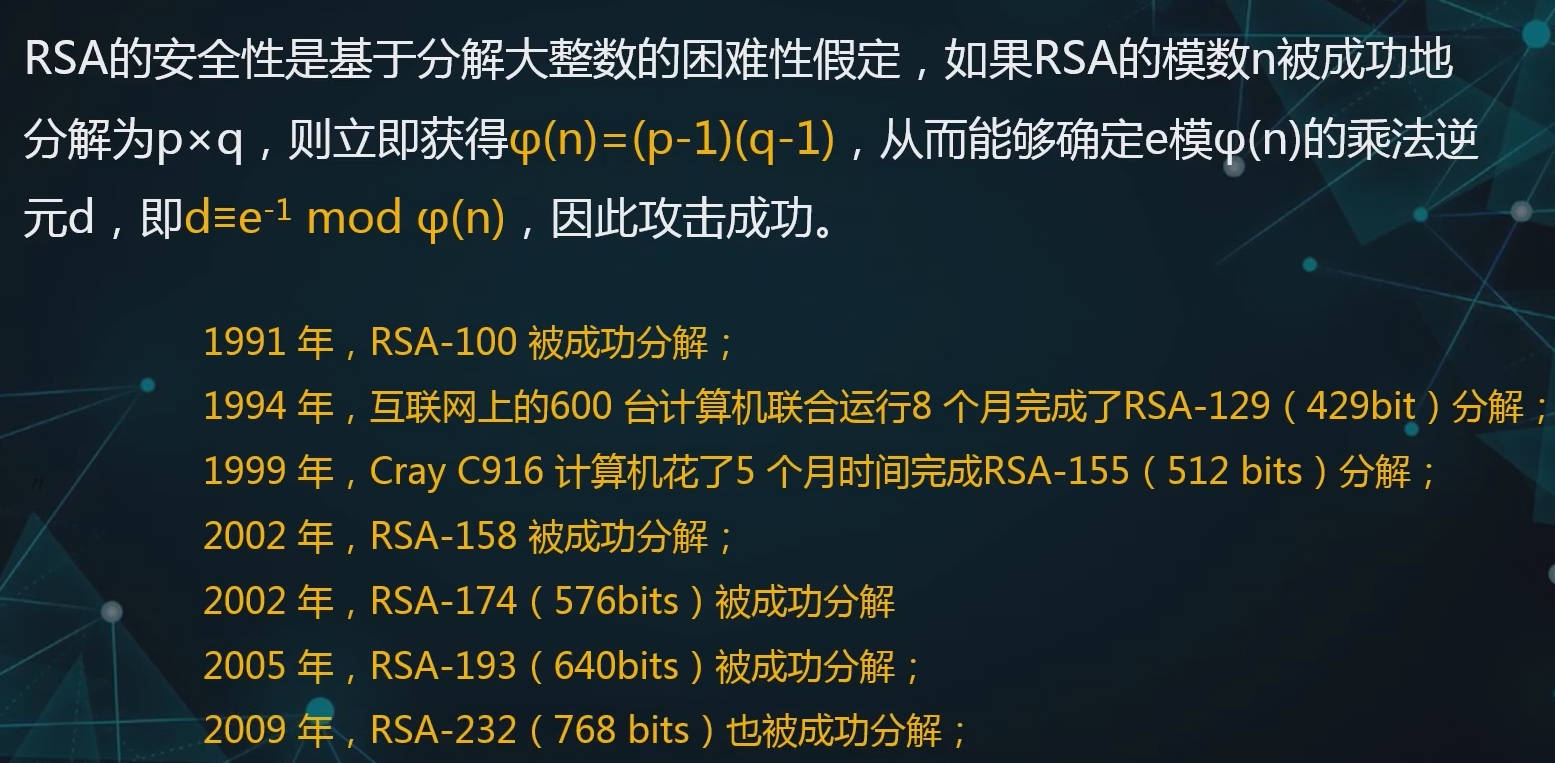 RSA的安全性是基于分解大整数的困难性假定，如果RSA的模数n被成功地
分解为p×q，则立即获得φ(n)=(p-1)(q-1)，从而能够确定e模φ(n)的乘法逆
元d，即d≡e⁻¹ mod φ(n)，因此攻击成功。
1991 年，RSA-100 被成功分解；
1994 年，互联网上的600 台计算机联合运行8 个月完成了RSA-129（429bit）分解；
1999 年，Cray C916 计算机花了5 个月时间完成RSA-155（512 bits）分解；
2002 年，RSA-158 被成功分解；
2002 年，RSA-174（576bits）被成功分解
2005 年，RSA-193（640bits）被成功分解；
2009 年，RSA-232（768 bits）也被成功分解；